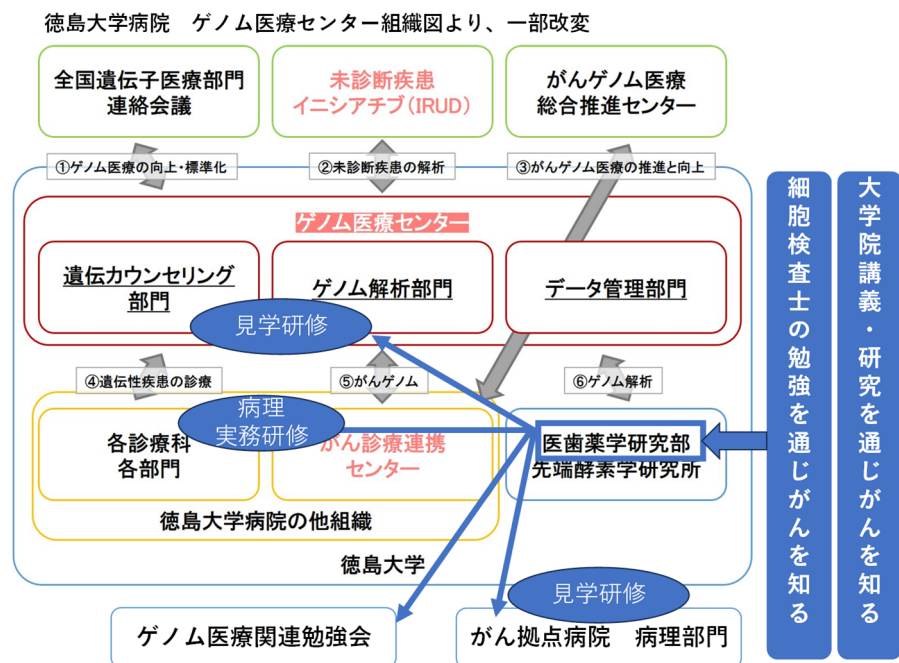 徳島大学病院　ゲノム医療センター組織図より、一部改変
全国遺伝子医療部門
連絡会議
未診断疾患
イニシアチブ(IRUD)
がんゲノム医療
総合推進センター
①ゲノム医療の向上・標準化
②未診断疾患の解析
③がんゲノム医療の推進と向上
ゲノム医療センター
遺伝カウンセリング
部門
ゲノム解析部門
データ管理部門
見学研修
④遺伝性疾患の診療
⑤がんゲノム
⑥ゲノム解析
病理
実務研修
各診療科
各部門
がん診療連携
センター
医歯薬学研究部
先端酵素学研究所
徳島大学病院の他組織
徳島大学
見学研修
ゲノム医療関連勉強会
がん拠点病院　病理部門
細胞検査士の勉強を通じがんを知る
大学院講義・研究を通じがんを知る